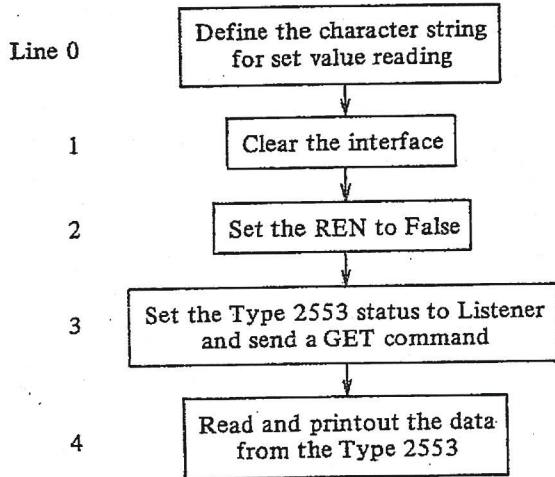 Line 0
Define the character string
for set value reading
1
Clear the interface
2
Set the REN to False
3
Set the Type 2553 status to Listener
and send a GET command
4
Read and printout the data
from the Type 2553